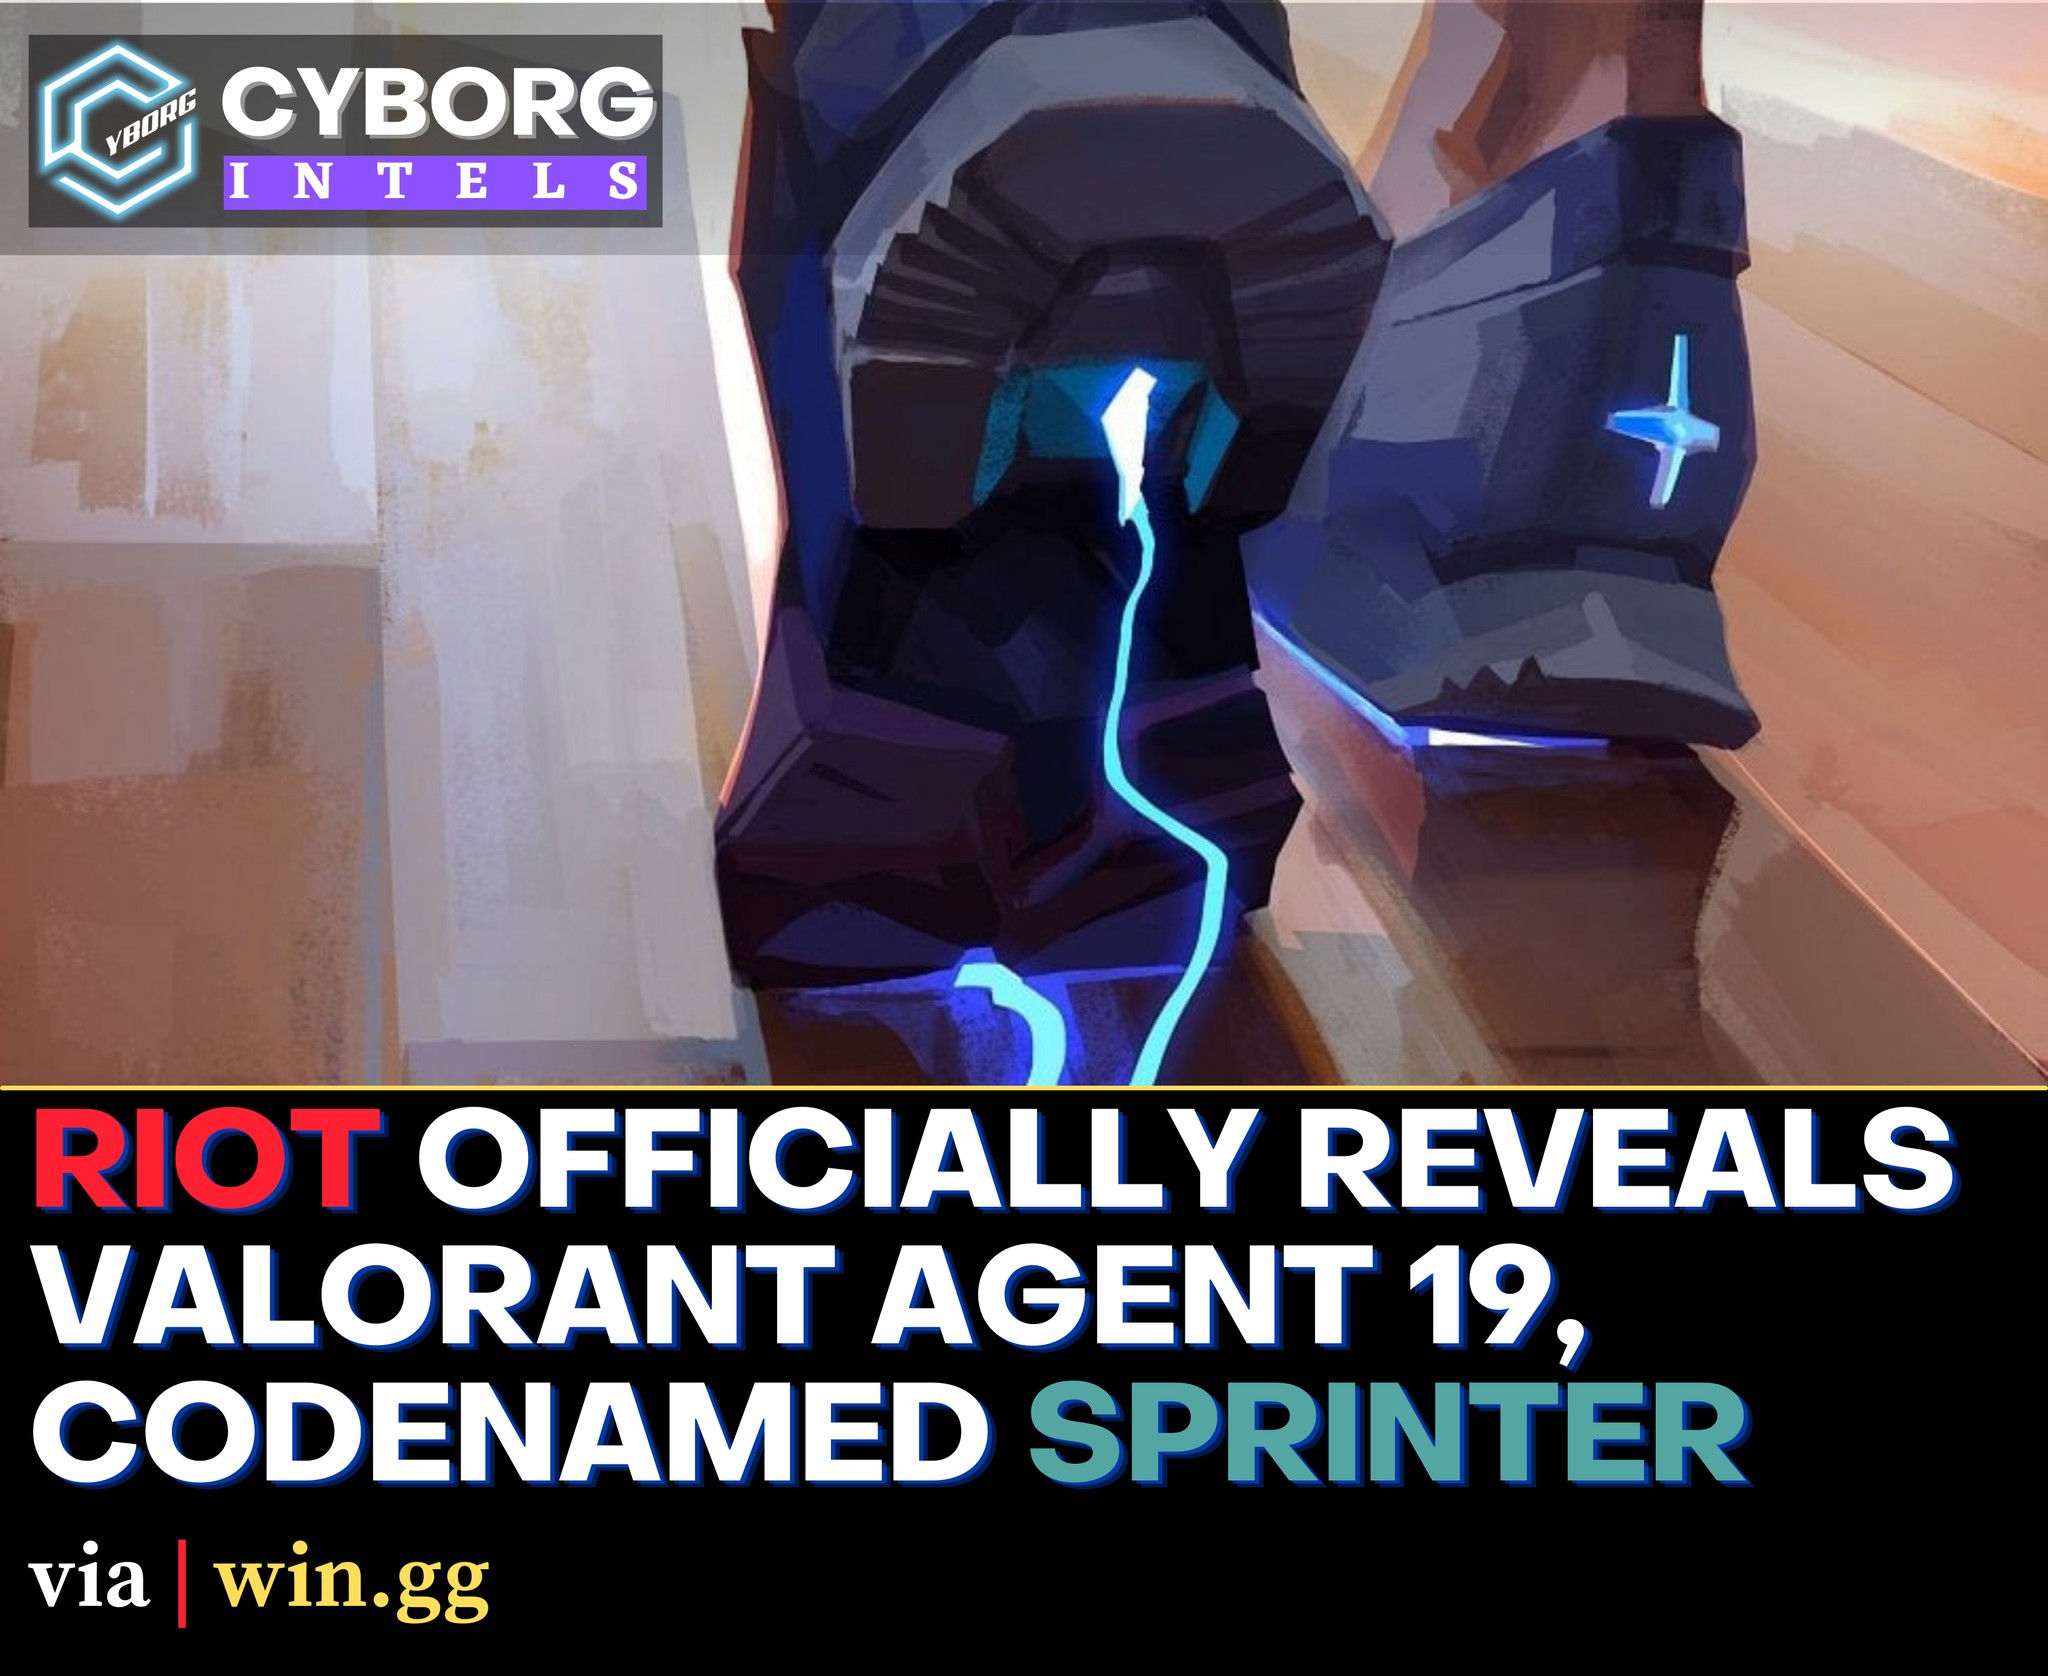 YBORG
CYBORG
INTELS
RIOT OFFICIALLY REVEALS
VALORANT AGENT 19,
CODENAMED SPRINTER
via | win.gg